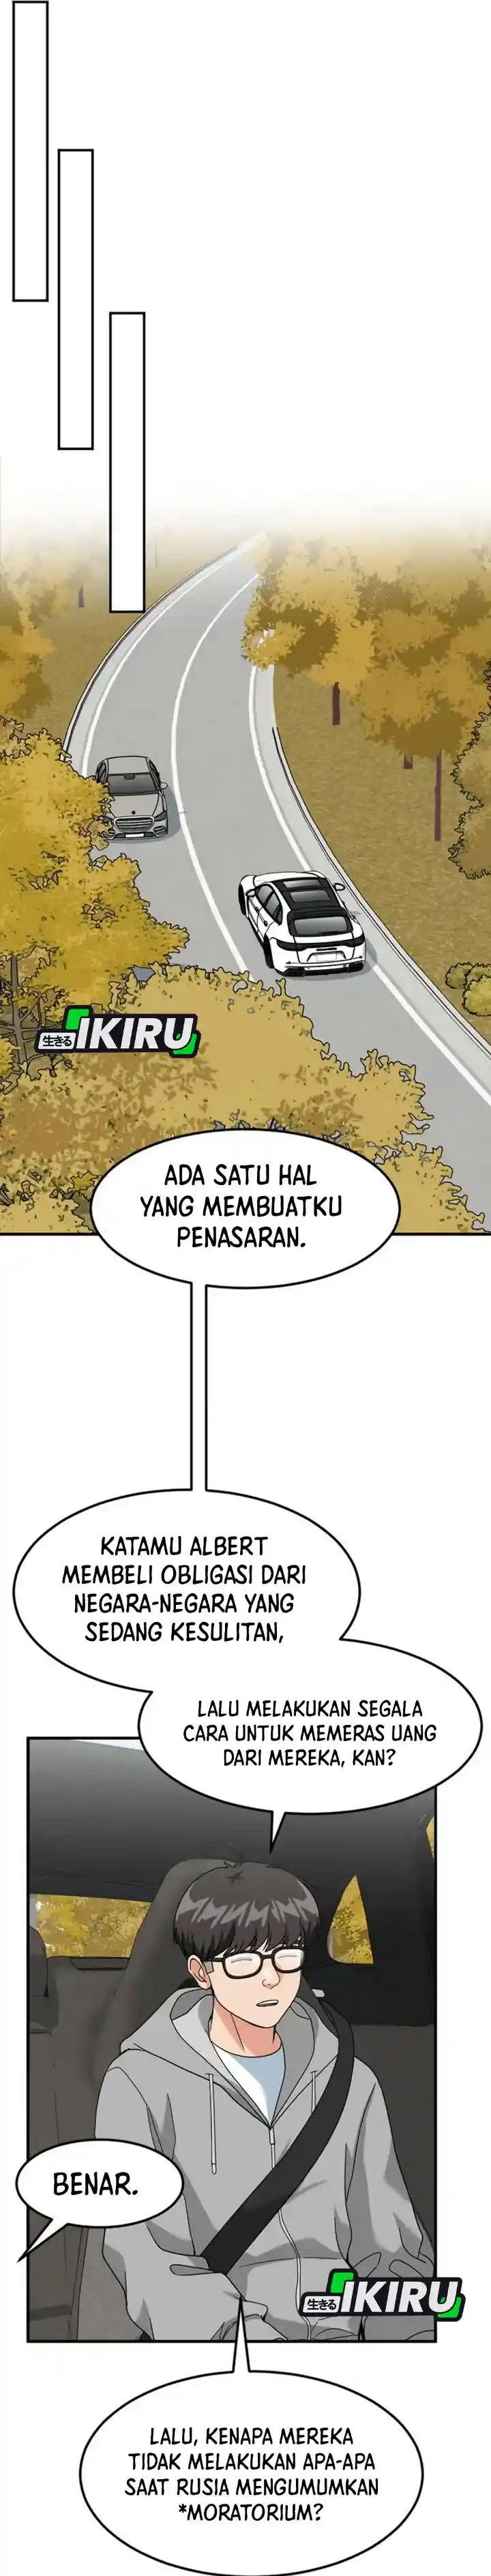 生きる IKIRU
ADA SATU HAL
YANG MEMBUATKU
PENASARAN.
KATAMU ALBERT
MEMBELI OBLIGASI DARI
NEGARA-NEGARA YANG
SEDANG KESULITAN,
LALU MELAKUKAN SEGALA
CARA UNTUK MEMERAS UANG
DARI MEREKA, KAN?
BENAR.
生きる IKIRU
LALU, KENAPA MEREKA
TIDAK MELAKUKAN APA-APA
SAAT RUSIA MENGUMUMKAN
*MORATORIUM?